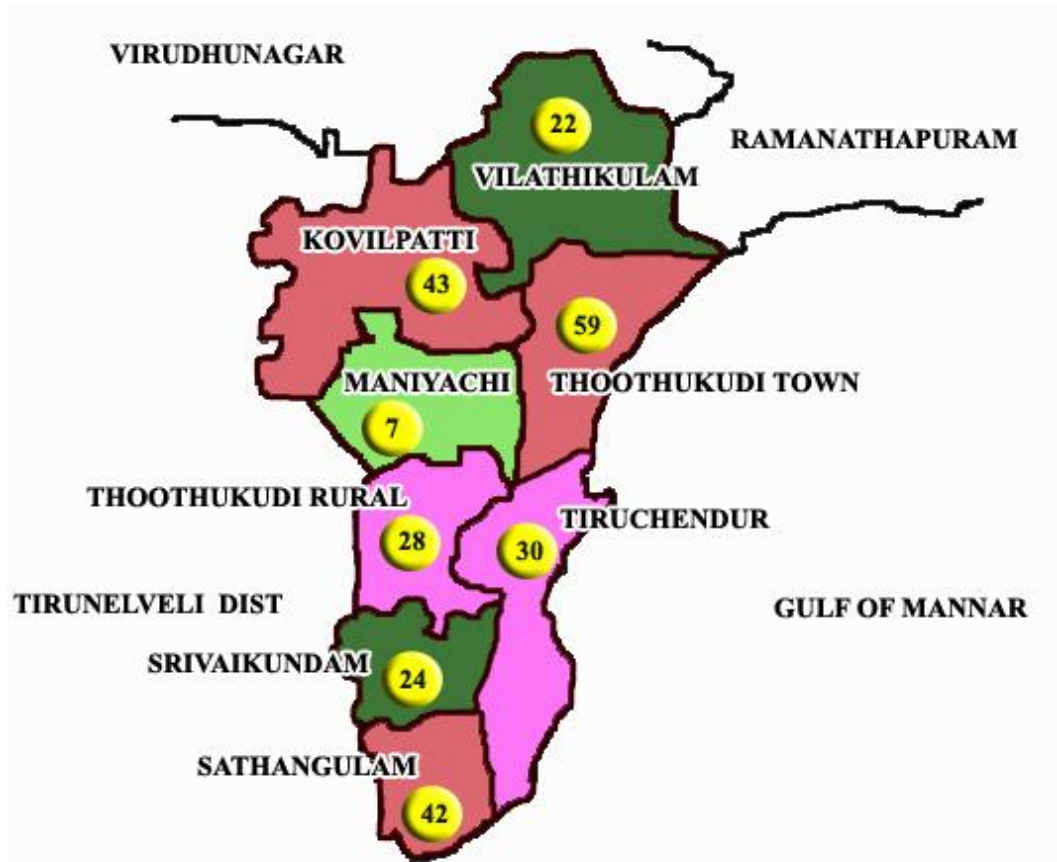 VIRUDHUNAGAR
22
RAMANATHAPURAM
VILATHIKULAM
KOVILPATTI
43
59
MANIYACHI
THOOTHUKUDI TOWN
7
THOOTHUKUDI RURAL
TIRUCHENDUR
28
30
TIRUNELVELI DIST
GULF OF MANNAR
SRIVAIKUNDAM
24
SATHANGULAM
42